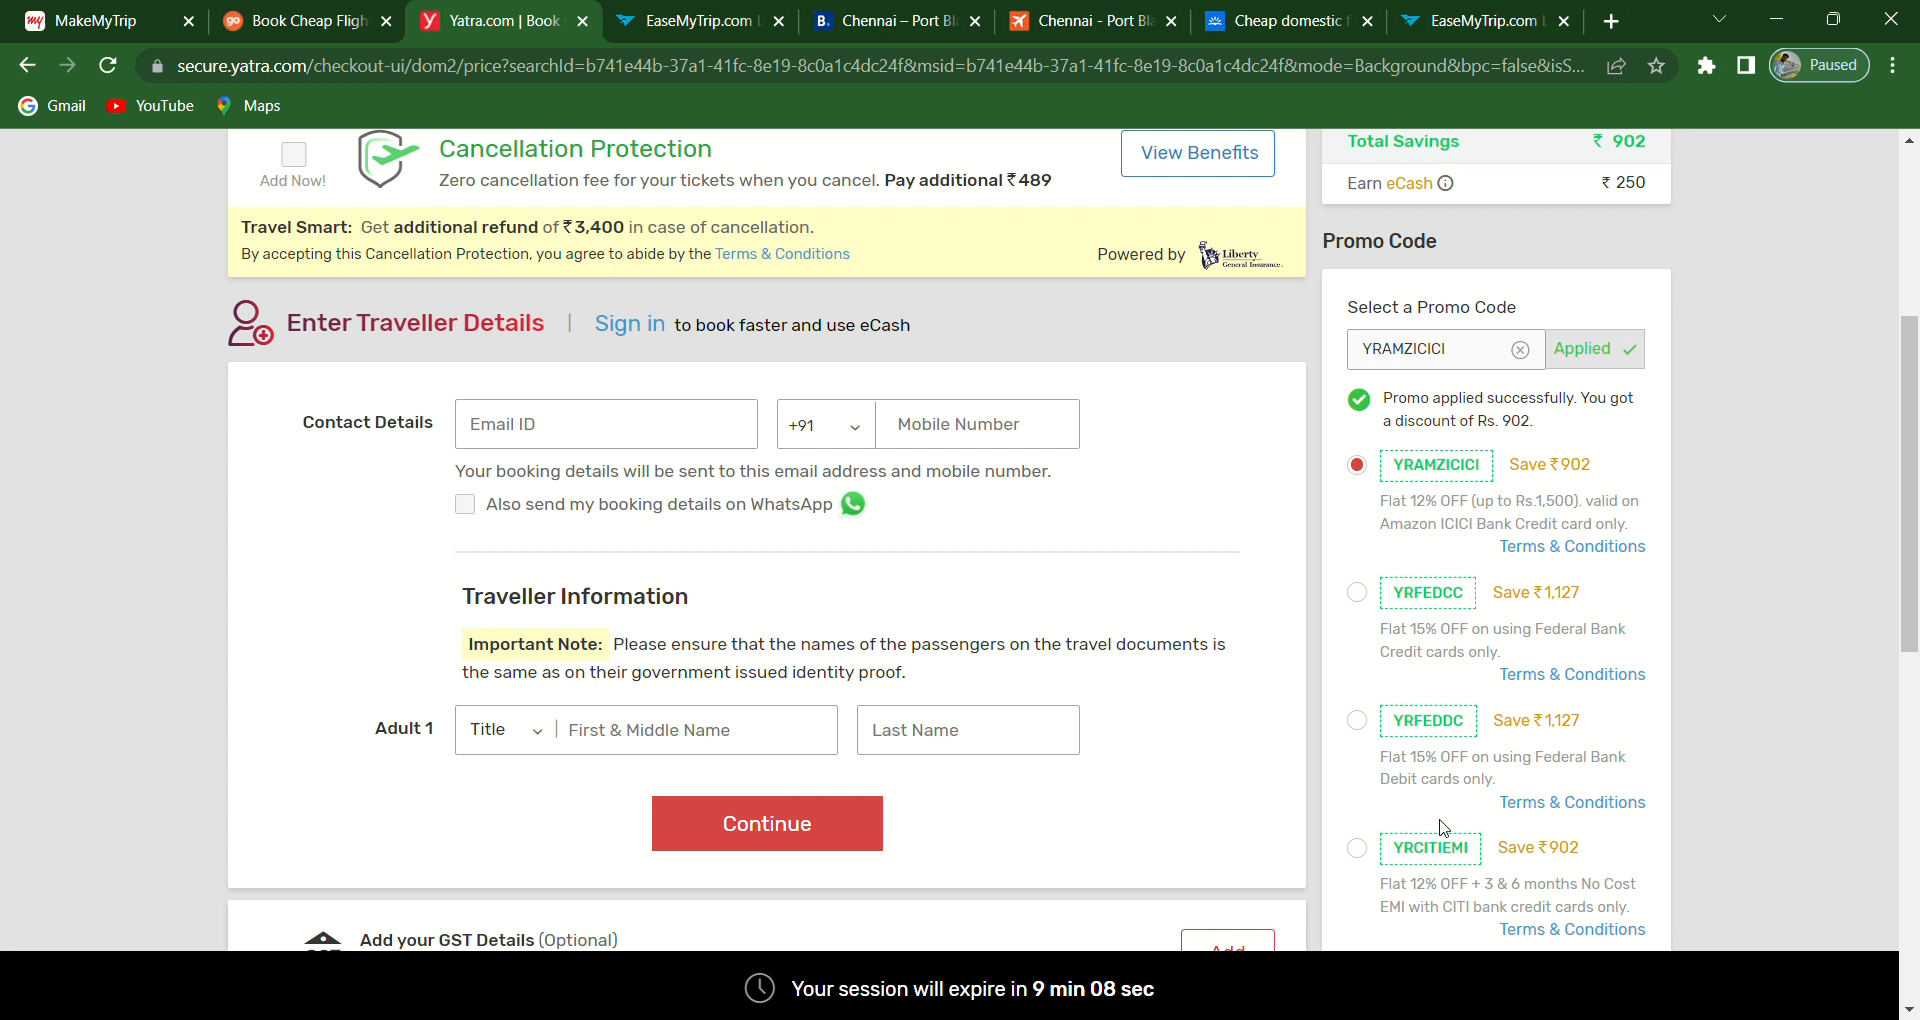 MakeMyTrip
Book Cheap Fligh
Yatra.com | Book
EaseMyTrip.com
Chennai – Port Bl
Chennai - Port Bl
Cheap domestic f
EaseMyTrip.com
secure.yatra.com/checkout-ui/dom2/price?searchId=b741e44b-37a1-41fc-8e19-8c0a1c4dc24f&msid=b741e44b-37a1-41fc-8e19-8c0a1c4dc24f&mode=Background&bpc=false&isS...
Paused
Gmail YouTube Maps
Cancellation Protection
View Benefits
Add Now!
Zero cancellation fee for your tickets when you cancel. Pay additional ₹489
Travel Smart: Get additional refund of ₹3,400 in case of cancellation.
By accepting this Cancellation Protection, you agree to abide by the Terms & Conditions
Powered by Liberty
General Insurance
Enter Traveller Details | Sign in to book faster and use eCash
Contact Details Email ID +91 Mobile Number
Your booking details will be sent to this email address and mobile number.
Also send my booking details on WhatsApp
Traveller Information
Important Note: Please ensure that the names of the passengers on the travel documents is
the same as on their government issued identity proof.
Adult 1 Title | First & Middle Name Last Name
Continue
Add your GST Details (Optional)
Add
Total Savings ₹ 902
Earn eCash ₹ 250
Promo Code
Select a Promo Code
YRAMZICICI Applied
Promo applied successfully. You got
a discount of Rs. 902.
YRAMZICICI Save ₹902
Flat 12% OFF (up to Rs.1,500). valid on
Amazon ICICI Bank Credit card only.
Terms & Conditions
YRFEDCC Save ₹1,127
Flat 15% OFF on using Federal Bank
Credit cards only.
Terms & Conditions
YRFEDDC Save ₹1,127
Flat 15% OFF on using Federal Bank
Debit cards only.
Terms & Conditions
YRCITIEMI Save ₹902
Flat 12% OFF + 3 & 6 months No Cost
EMI with CITI bank credit cards only.
Terms & Conditions
Your session will expire in 9 min 08 sec